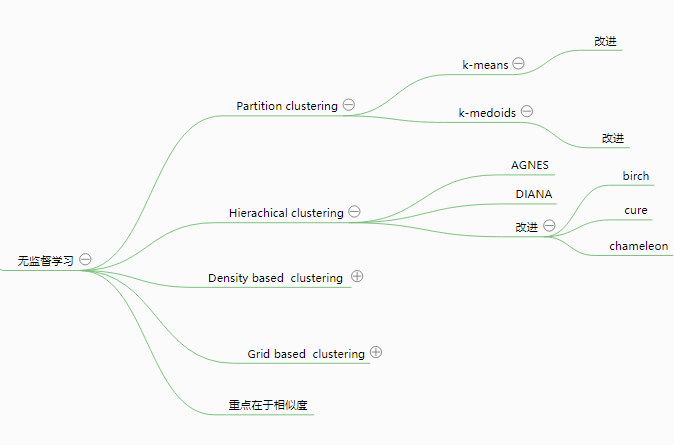 改进
k-means
Partition clustering
k-medoids
改进
AGNES
birch
DIANA
Hierachical clustering
cure
改进
chameleon
无监督学习
Density based  clustering
Grid based  clustering
重点在于相似度